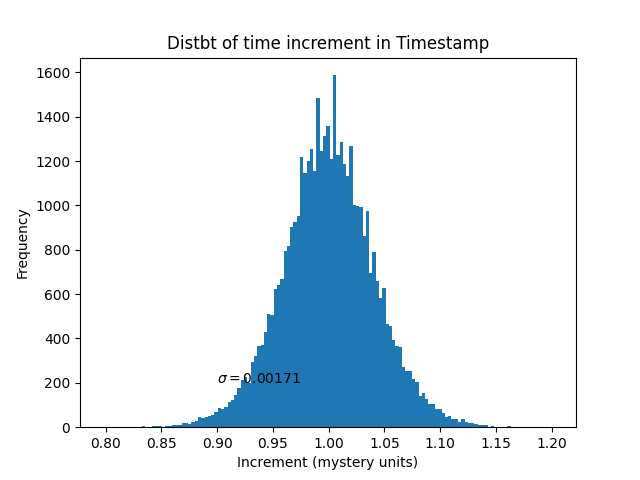 Distbt of time increment in Timestamp
1600
1400
1200
1000
800
600
400
200
0
Frequency
σ=0.00171
0.80 0.85 0.90 0.95 1.00 1.05 1.10 1.15 1.20
Increment (mystery units)